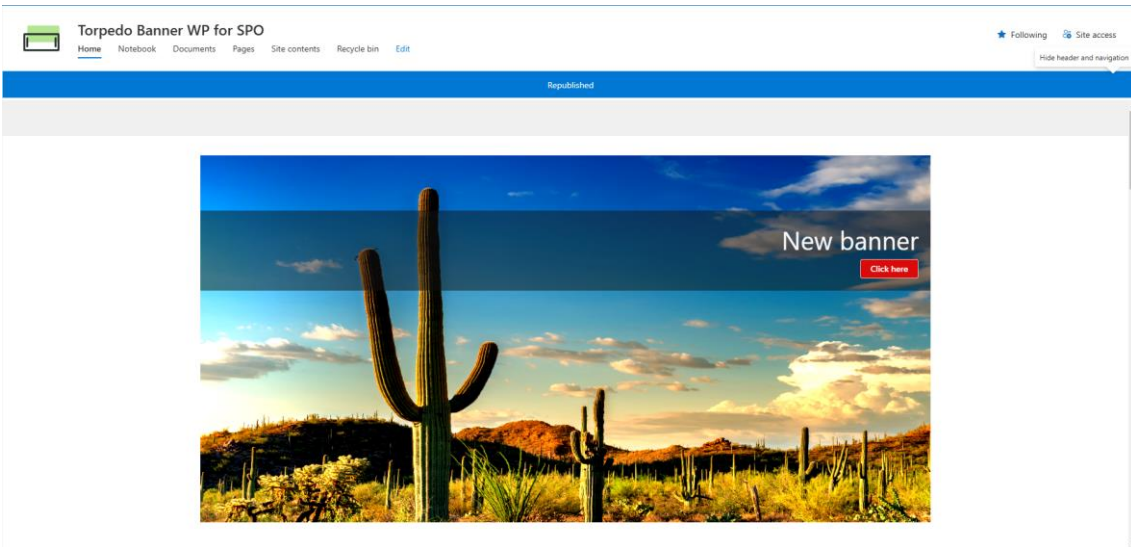 Torpedo Banner WP for SPO
Home Notebook Documents Pages Site contents Recycle bin Edit
Following Site access
Hide header and navigation
Republished
New banner
Click here